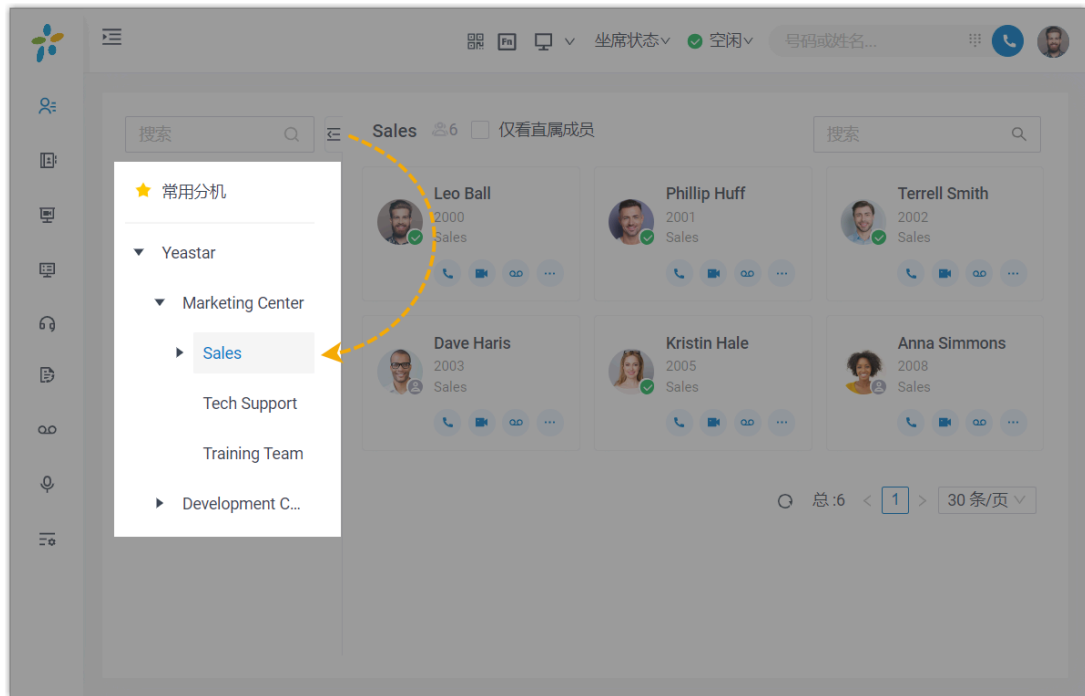 Fn
坐席状态
空闲
号码或姓名...
搜索
Sales 6 仅看直属成员
搜索
常用分机
Yeastar
Marketing Center
Sales
Tech Support
Training Team
Development C...
Leo Ball
2000
Sales
Phillip Huff
2001
Sales
Terrell Smith
2002
Sales
Dave Haris
2003
Sales
Kristin Hale
2005
Sales
Anna Simmons
2008
Sales
总:6 < 1 > 30 条/页